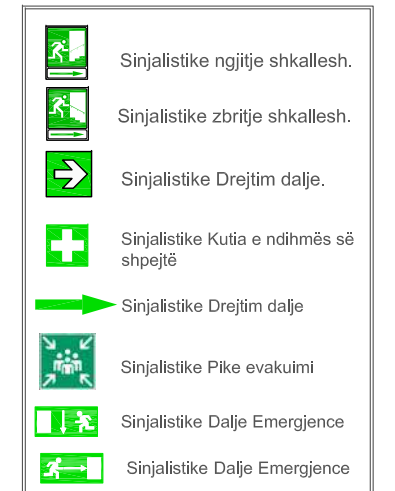 Sinjalistike ngjitje shkallesh.
Sinjalistike zbritje shkallesh.
Sinjalistike Drejtim dalje.
Sinjalistike Kutia e ndihmës së
shpejtë
Sinjalistike Drejtim dalje
Sinjalistike Pike evakuimi
Sinjalistike Dalje Emergjence
Sinjalistike Dalje Emergjence